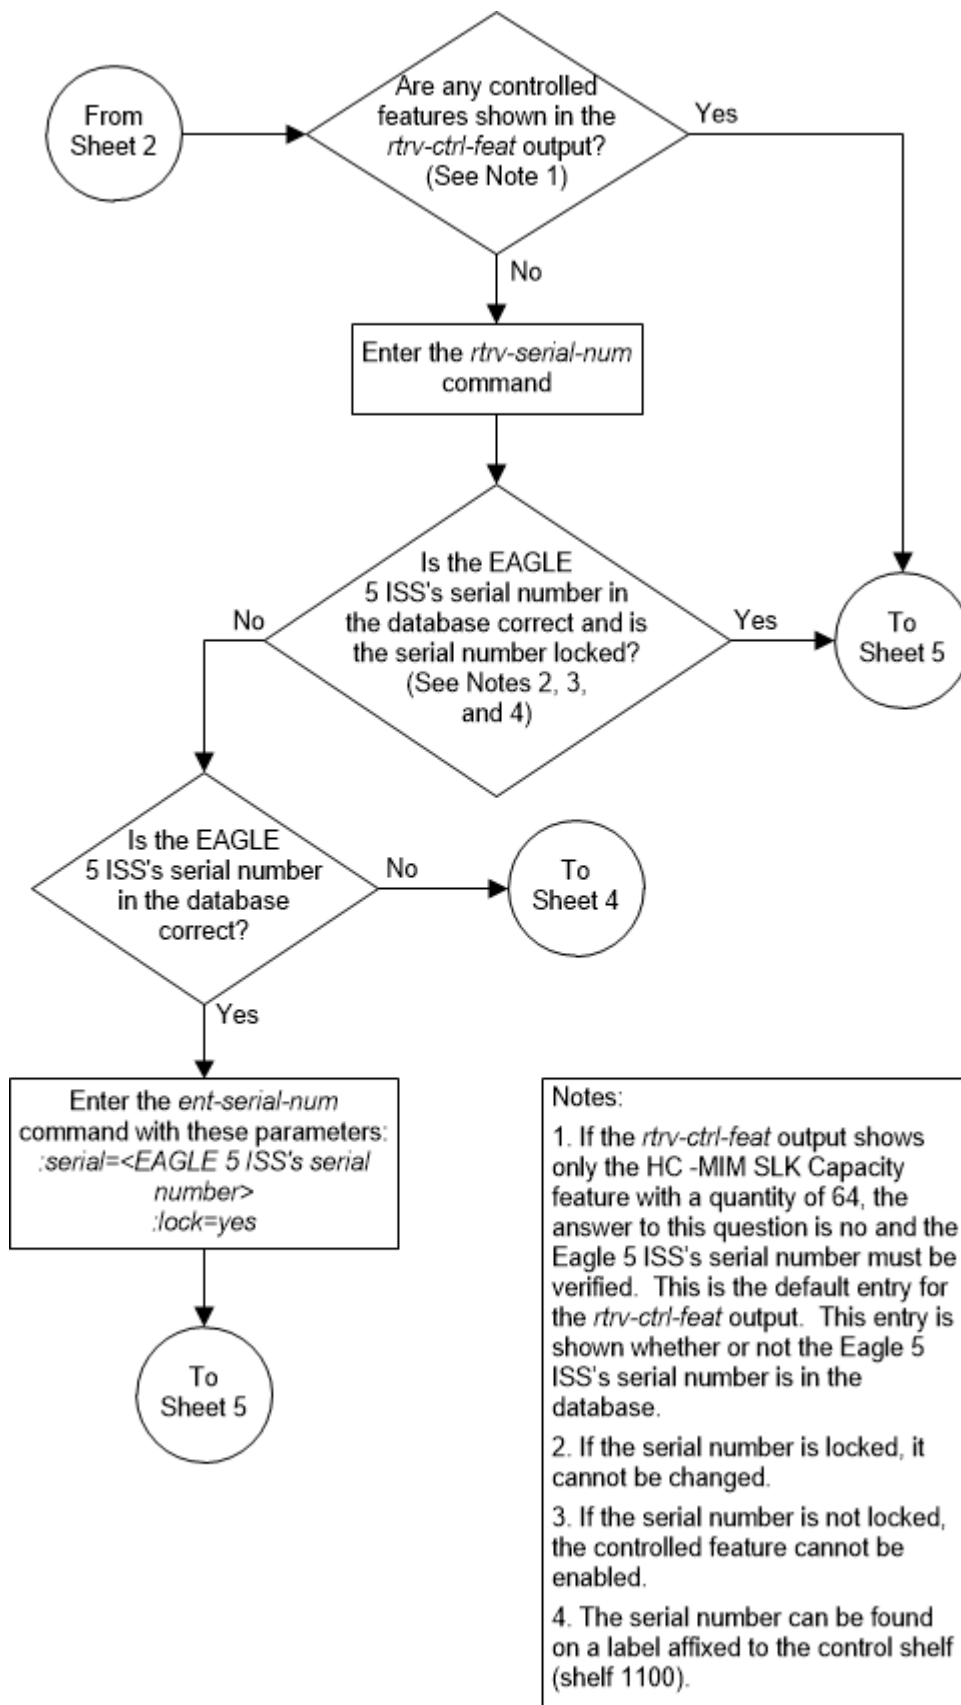 From
Sheet 2
Are any controlled
features shown in the
rtrv-ctrl-feat output?
(See Note 1)
Yes
No
Enter the rtrv-serial-num
command
Is the EAGLE
5 ISS's serial number in
the database correct and is
the serial number locked?
(See Notes 2, 3,
and 4)
No
Yes
To
Sheet 5
Is the EAGLE
5 ISS's serial number
in the database
correct?
No
To
Sheet 4
Yes
Enter the ent-serial-num
command with these parameters:
:serial=<EAGLE 5 ISS's serial
number>
:lock=yes
To
Sheet 5
Notes:
1. If the rtrv-ctrl-feat output shows
only the HC -MIM SLK Capacity
feature with a quantity of 64, the
answer to this question is no and the
Eagle 5 ISS's serial number must be
verified. This is the default entry for
the rtrv-ctrl-feat output. This entry is
shown whether or not the Eagle 5
ISS's serial number is in the
database.
2. If the serial number is locked, it
cannot be changed.
3. If the serial number is not locked,
the controlled feature cannot be
enabled.
4. The serial number can be found
on a label affixed to the control shelf
(shelf 1100).